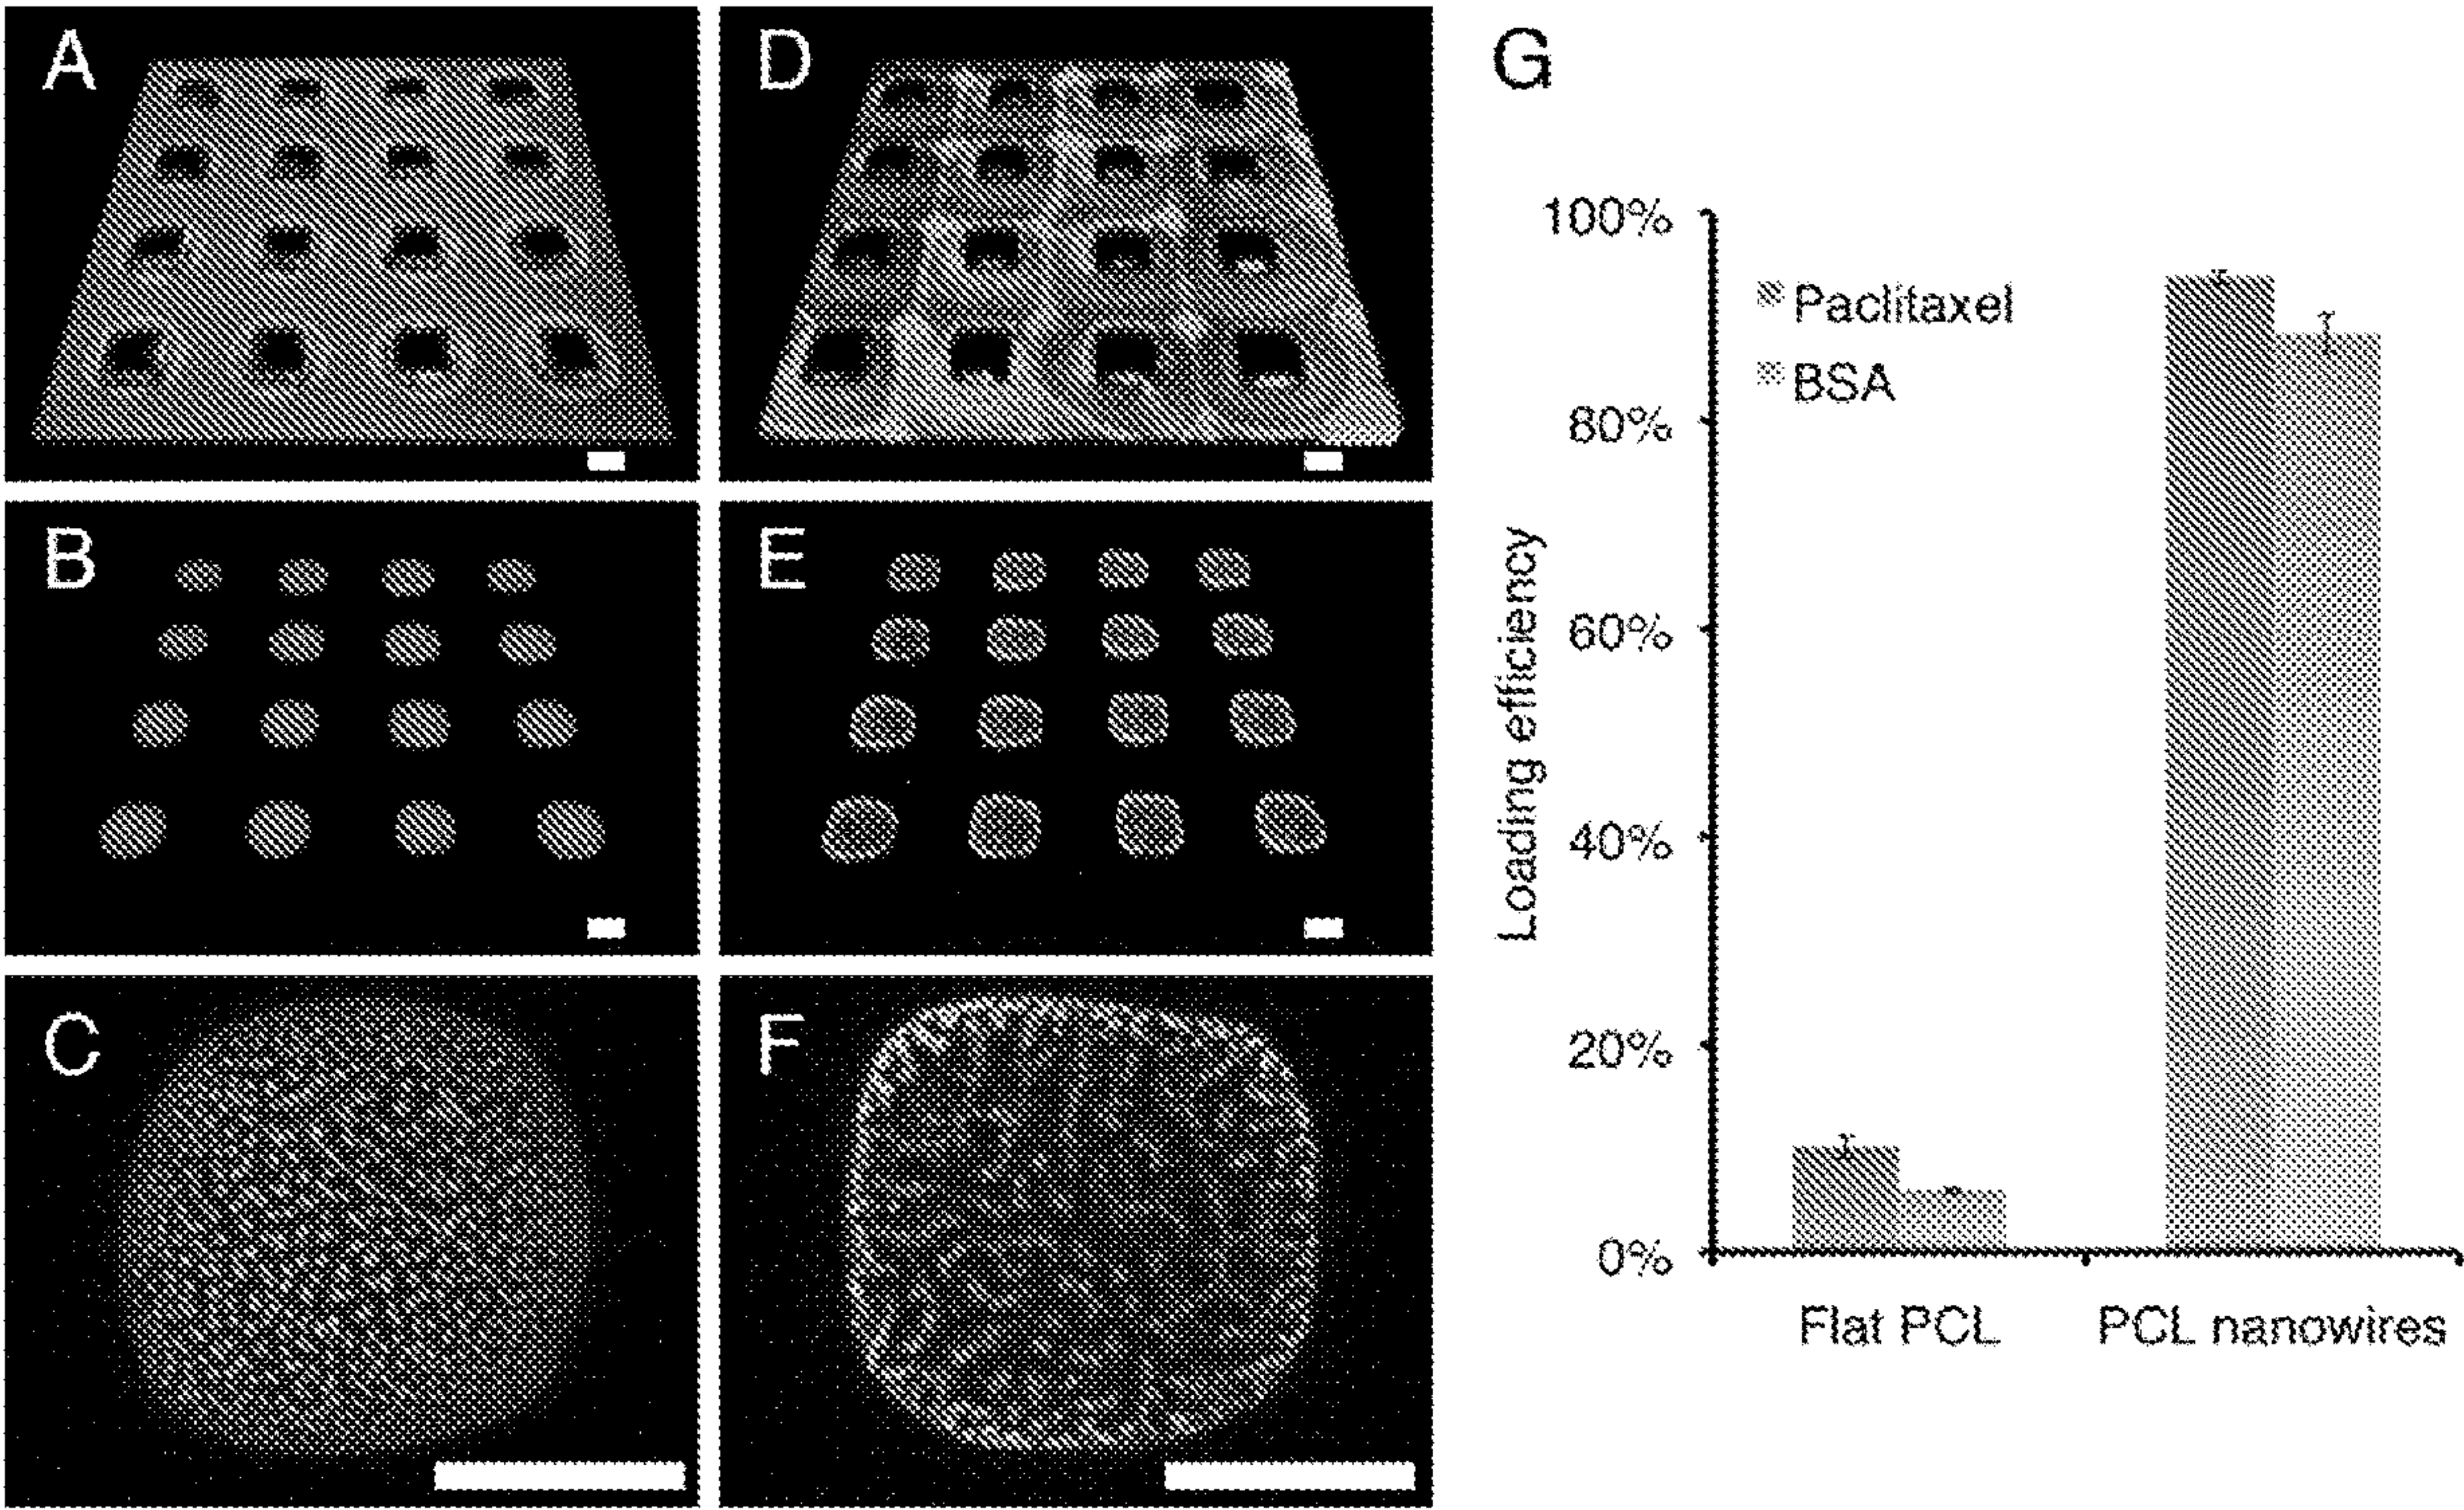 A
D
G
B
E
C
F
100%
80%
60%
40%
20%
0%
Loading efficiency
Paclitaxel
BSA
Flat PCL
PCL nanowires